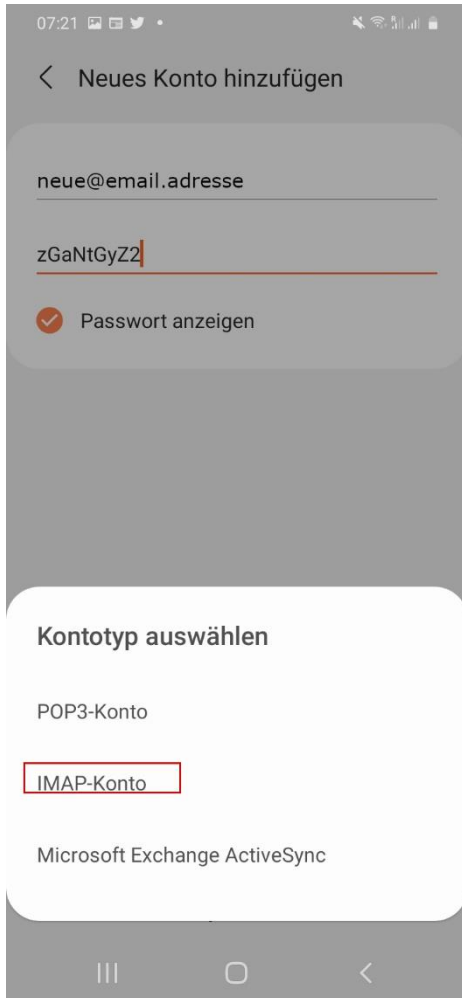 07:21
Neues Konto hinzufügen
neue@email.adresse
zGaNtGyZ2
Passwort anzeigen
Kontotyp auswählen
POP3-Konto
IMAP-Konto
Microsoft Exchange ActiveSync